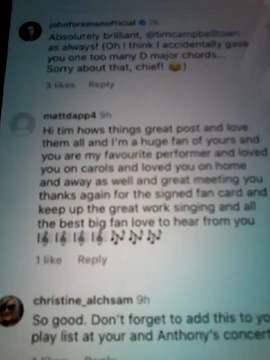 johnforemanofficial 2h
Absolutely brilliant, @timcampbelltown
as always! (Oh I think I accidentally gave
you one too many D major chords...
Sorry about that, chief! 😂)
3 likes Reply
mattdapp4 9h
Hi tim hows things great post and love
them all and I'm a huge fan of yours and
you are my favourite performer and loved
you on carols and loved you on home
and away as well and great meeting you
thanks again for the signed fan card and
keep up the great work singing and all
the best big fan love to hear from you
🎼🎼🎼🎼🎶🎶🎶
1 like Reply
christine_alchsam 9h
So good. Don't forget to add this to yo
play list at your and Anthony's concert
Reply